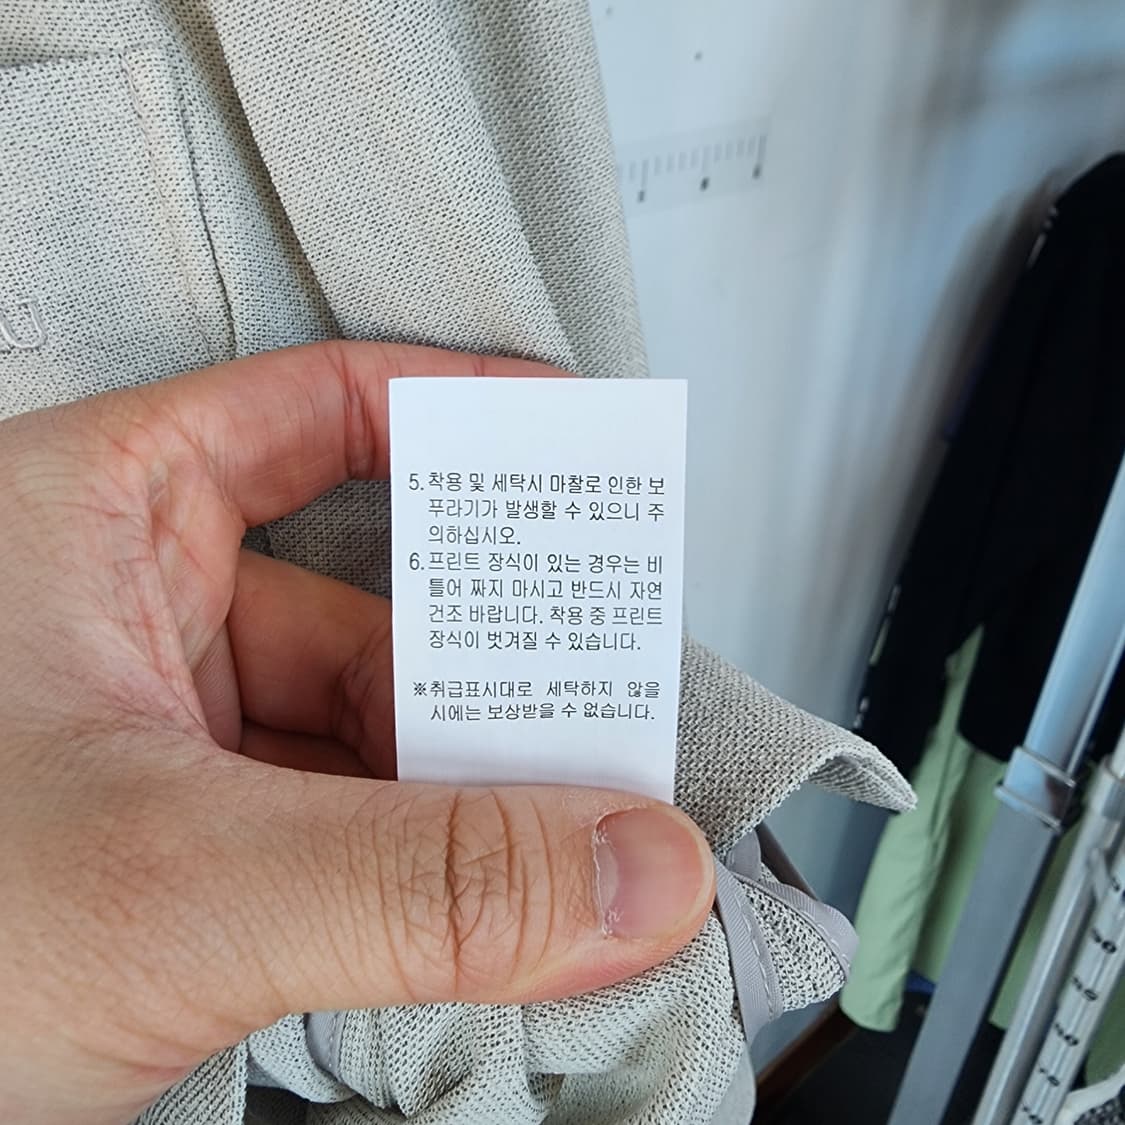 U
5. 착용 및 세탁시 마찰로 인한 보
푸라기가 발생할 수 있으니 주
의하십시오.
6. 프린트 장식이 있는 경우는 비
틀어 짜지 마시고 반드시 자연
건조 바랍니다. 착용 중 프린트
장식이 벗겨질 수 있습니다.
※취급표시대로 세탁하지 않을
시에는 보상받을 수 없습니다.